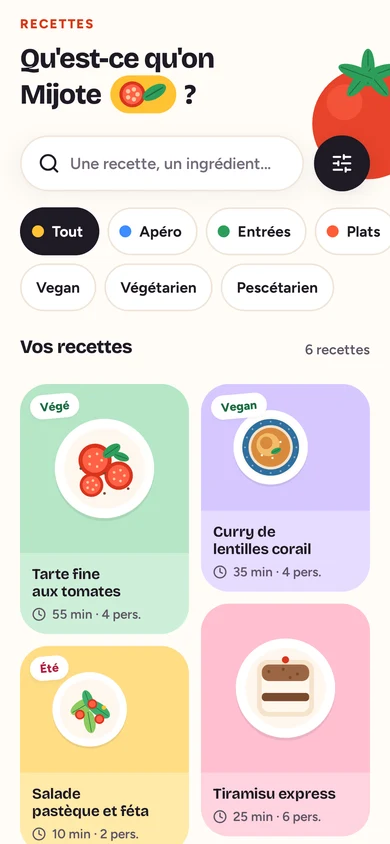 RECETTES
Qu'est-ce qu'on
Mijote ?
Une recette, un ingrédient...
Tout
Apéro
Entrées
Plats
Vegan
Végétarien
Pescétarien
Vos recettes
6 recettes
Végé
Tarte fine
aux tomates
55 min · 4 pers.
Vegan
Curry de
lentilles corail
35 min · 4 pers.
Été
Salade
pastèque et féta
10 min · 2 pers.
Tiramisu express
25 min · 6 pers.